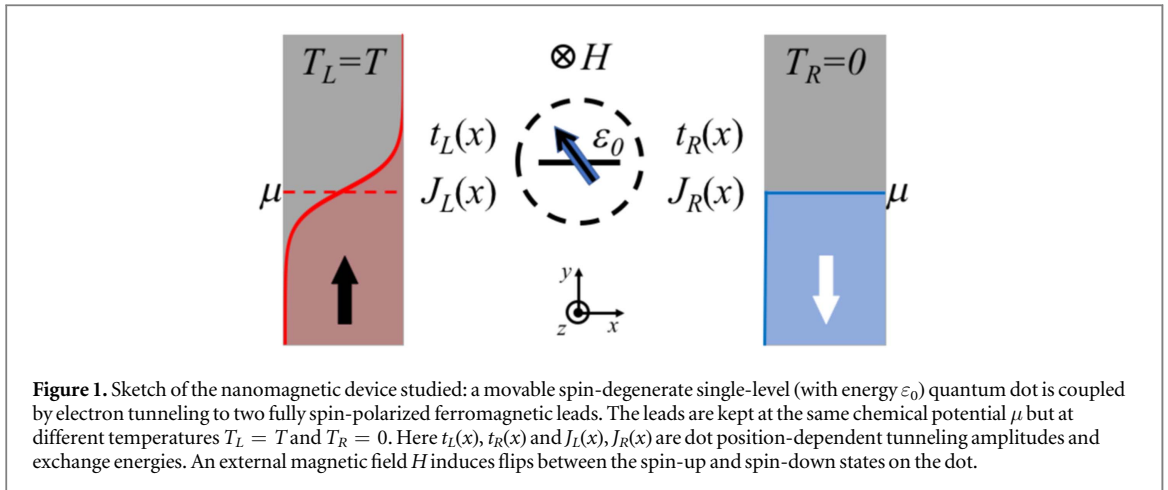 T_L=T
⊗H
T_R=0
t_L(x)
ε_0
t_R(x)
μ
J_L(x)
J_R(x)
μ
y
z
x
Figure 1. Sketch of the nanomagnetic device studied: a movable spin-degenerate single-level (with energy ε_0) quantum dot is coupled
by electron tunneling to two fully spin-polarized ferromagnetic leads. The leads are kept at the same chemical potential μ but at
different temperatures T_L = T and T_R = 0. Here t_L(x), t_R(x) and J_L(x), J_R(x) are dot position-dependent tunneling amplitudes and
exchange energies. An external magnetic field H induces flips between the spin-up and spin-down states on the dot.